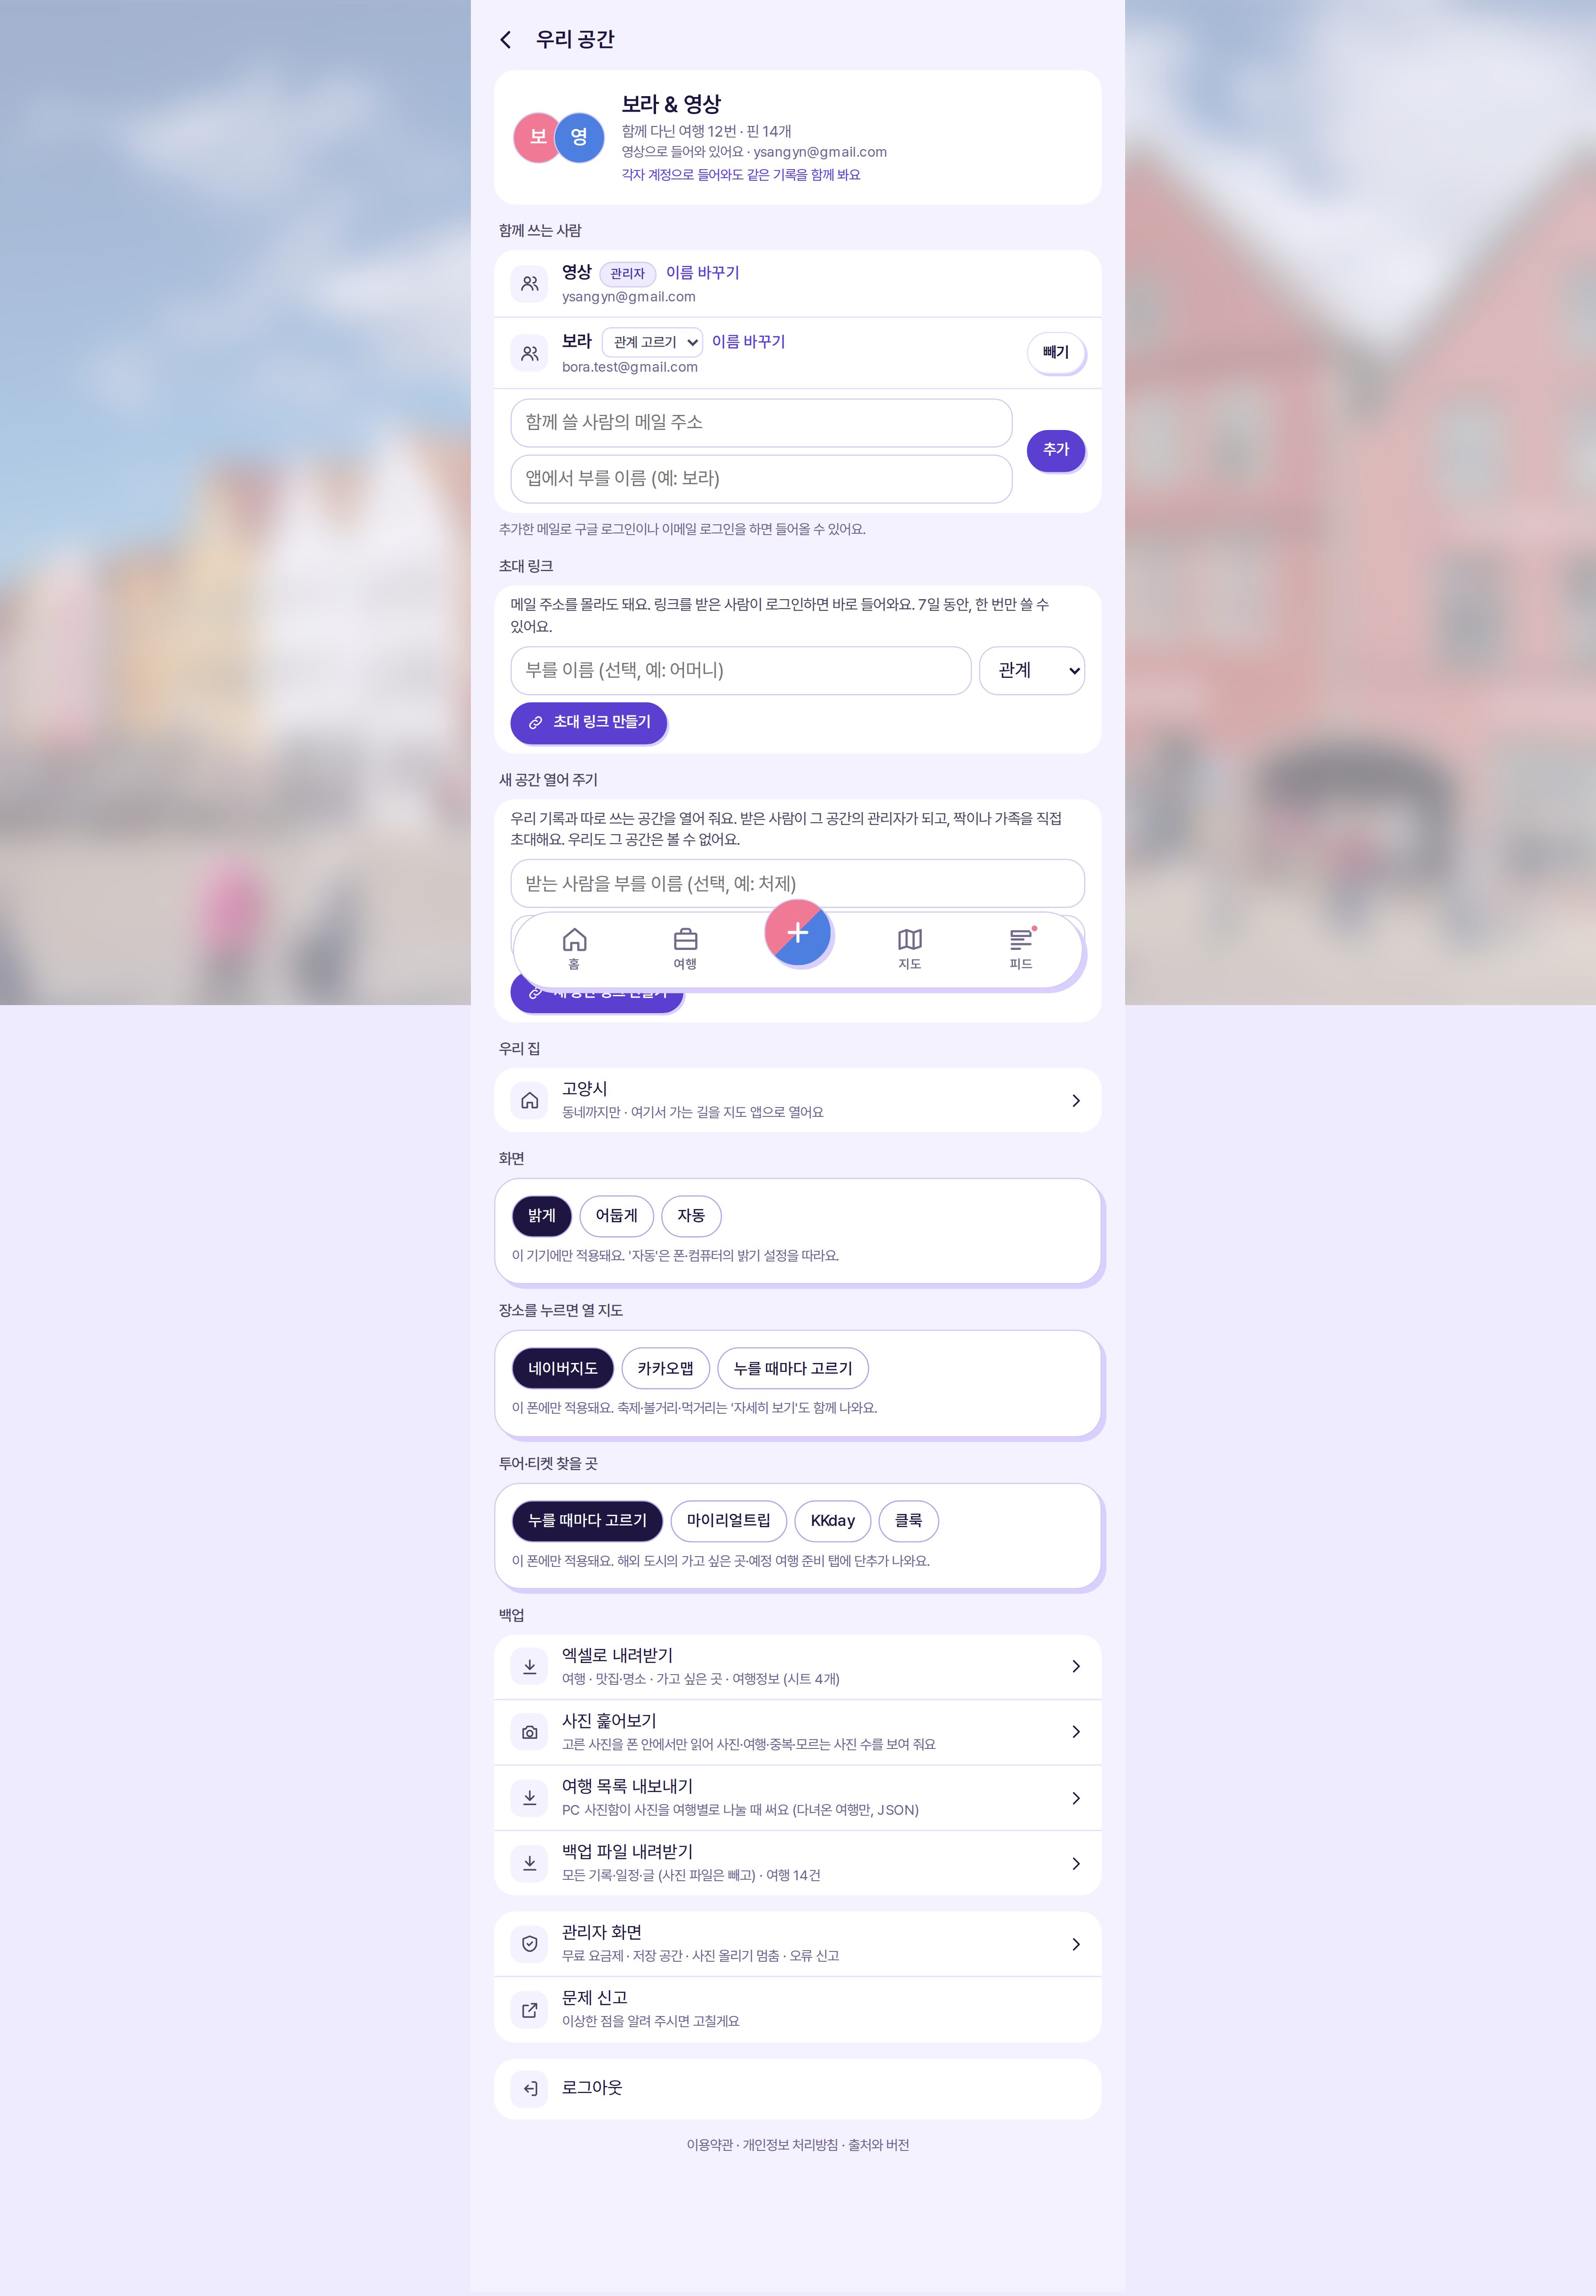 우리 공간
보 영
보라 & 영상
함께 다닌 여행 12번 · 핀 14개
영상으로 들어와 있어요 · ysangyn@gmail.com
각자 계정으로 들어와도 같은 기록을 함께 봐요
함께 쓰는 사람
영상 관리자 이름 바꾸기
ysangyn@gmail.com
보라 관계 고르기 이름 바꾸기
bora.test@gmail.com
빼기
함께 쓸 사람의 메일 주소
앱에서 부를 이름 (예: 보라)
추가
추가한 메일로 구글 로그인이나 이메일 로그인을 하면 들어올 수 있어요.
초대 링크
메일 주소를 몰라도 돼요. 링크를 받은 사람이 로그인하면 바로 들어와요. 7일 동안, 한 번만 쓸 수
있어요.
부를 이름 (선택, 예: 어머니) 관계
초대 링크 만들기
새 공간 열어 주기
우리 기록과 따로 쓰는 공간을 열어 줘요. 받은 사람이 그 공간의 관리자가 되고, 짝이나 가족을 직접
초대해요. 우리도 그 공간은 볼 수 없어요.
받는 사람을 부를 이름 (선택, 예: 처제)
홈 여행 지도 피드
우리 집
고양시
동네까지만 · 여기서 가는 길을 지도 앱으로 열어요
화면
밝게 어둡게 자동
이 기기에만 적용돼요. '자동'은 폰·컴퓨터의 밝기 설정을 따라요.
장소를 누르면 열 지도
네이버지도 카카오맵 누를 때마다 고르기
이 폰에만 적용돼요. 축제·볼거리·먹거리는 '자세히 보기'도 함께 나와요.
투어·티켓 찾을 곳
누를 때마다 고르기 마이리얼트립 KKday 클룩
이 폰에만 적용돼요. 해외 도시의 가고 싶은 곳·예정 여행 준비 탭에 단추가 나와요.
백업
엑셀로 내려받기
여행 · 맛집·명소 · 가고 싶은 곳 · 여행정보 (시트 4개)
사진 훑어보기
고른 사진을 폰 안에서만 읽어 사진·여행·중복·모르는 사진 수를 보여 줘요
여행 목록 내보내기
PC 사진함이 사진을 여행별로 나눌 때 써요 (다녀온 여행만, JSON)
백업 파일 내려받기
모든 기록·일정·글 (사진 파일은 빼고) · 여행 14건
관리자 화면
무료 요금제 · 저장 공간 · 사진 올리기 멈춤 · 오류 신고
문제 신고
이상한 점을 알려 주시면 고칠게요
로그아웃
이용약관 · 개인정보 처리방침 · 출처와 버전